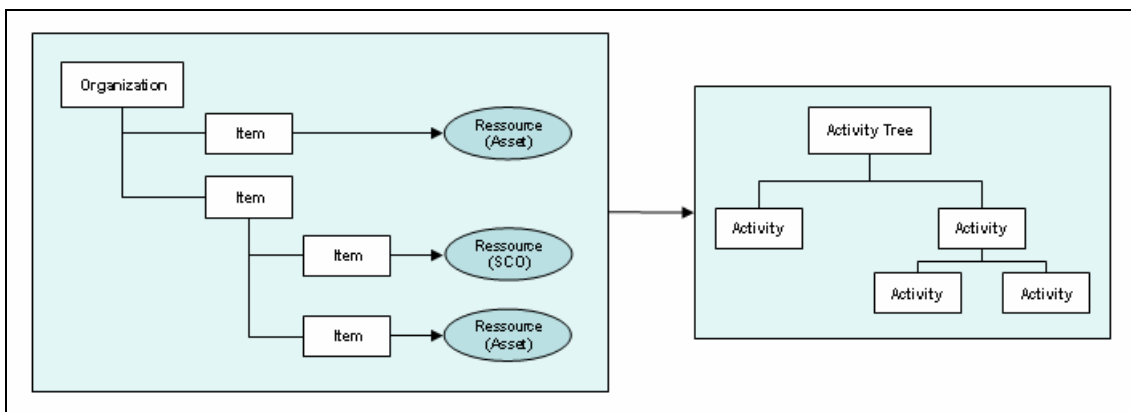 Organization
Item
Ressource
(Asset)
Item
Item
Ressource
(SCO)
Item
Ressource
(Asset)
Activity Tree
Activity
Activity
Activity
Activity